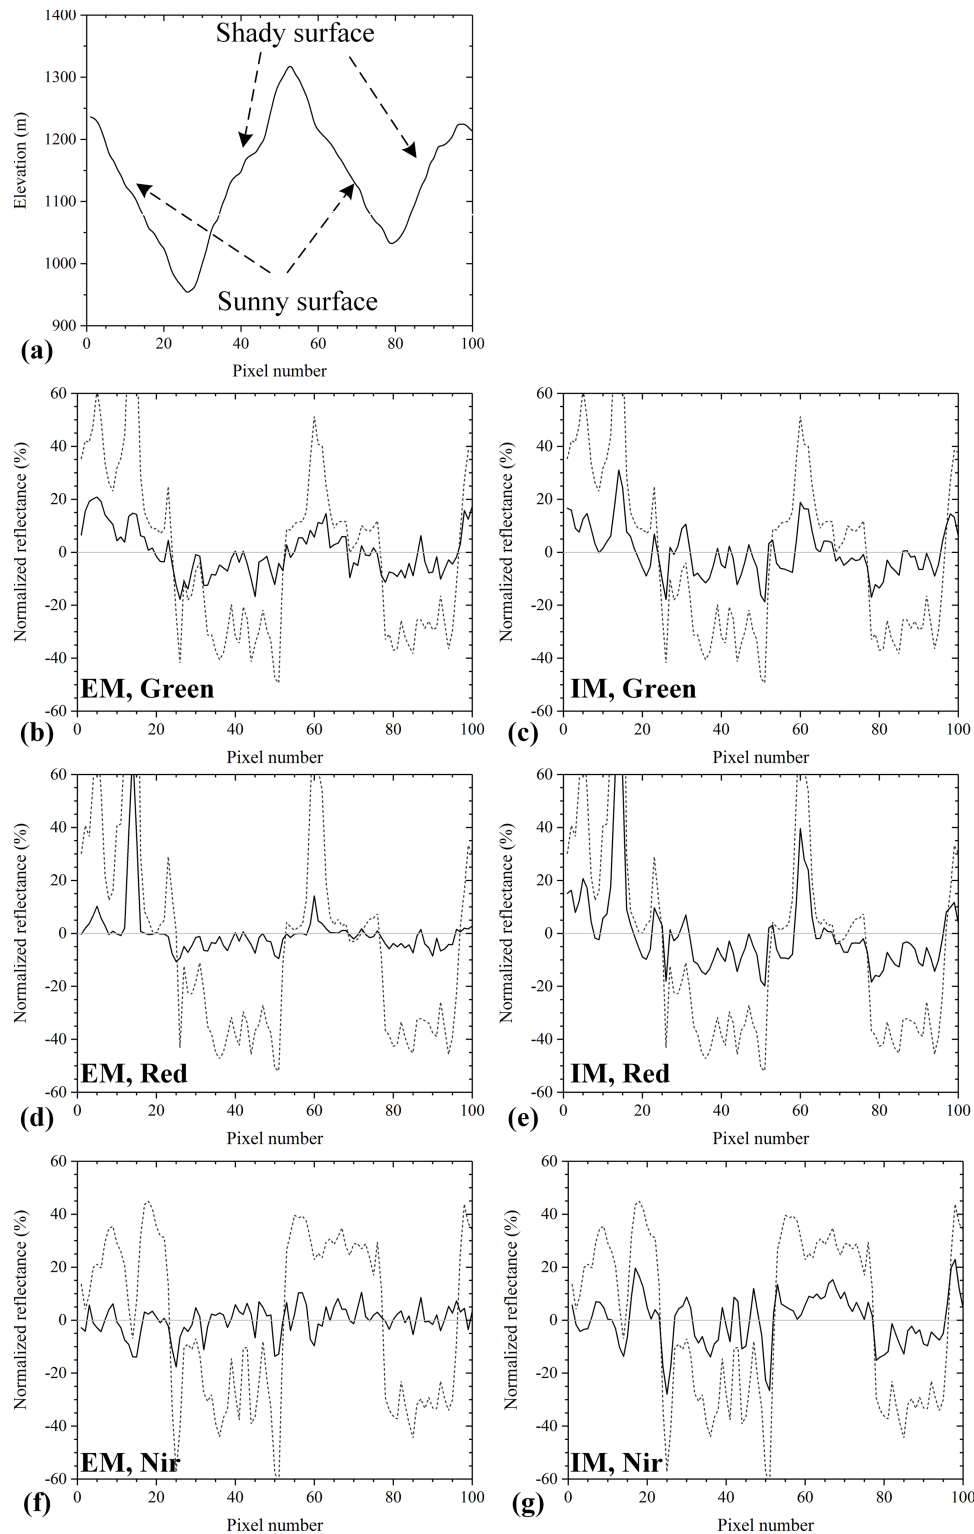 1400
Shady surface
1300
1200
1100
1000
Sunny surface
900
0 20 40 60 80 100
Elevation (m)
Pixel number
(a)
60
40
20
0
-20
-40
-60
0 20 40 60 80 100
Normalized reflectance (%)
EM, Green
Pixel number
(b)
60
40
20
0
-20
-40
-60
0 20 40 60 80 100
Normalized reflectance (%)
IM, Green
Pixel number
(c)
60
40
20
0
-20
-40
-60
0 20 40 60 80 100
Normalized reflectance (%)
EM, Red
Pixel number
(d)
60
40
20
0
-20
-40
-60
0 20 40 60 80 100
Normalized reflectance (%)
IM, Red
Pixel number
(e)
60
40
20
0
-20
-40
-60
0 20 40 60 80 100
Normalized reflectance (%)
EM, Nir
Pixel number
(f)
60
40
20
0
-20
-40
-60
0 20 40 60 80 100
Normalized reflectance (%)
IM, Nir
Pixel number
(g)